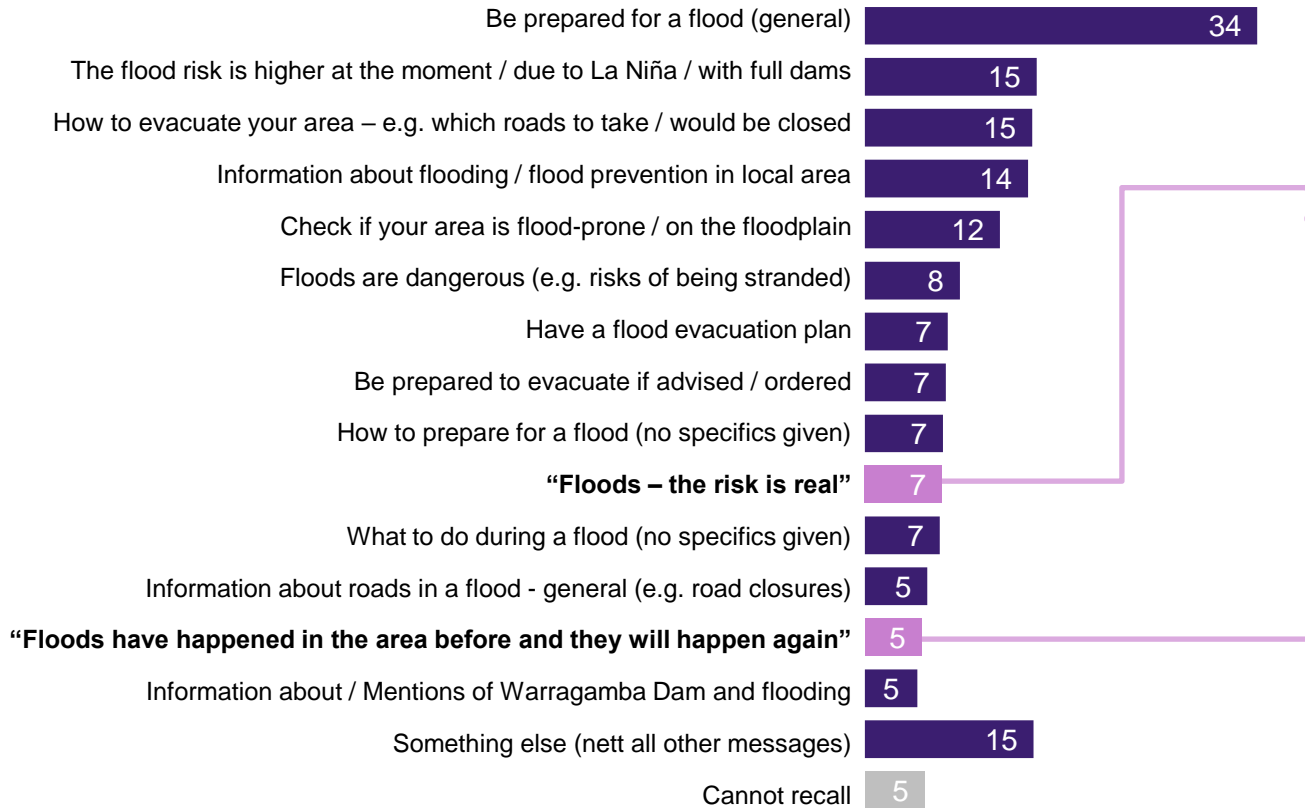 Be prepared for a flood (general) 34
The flood risk is higher at the moment / due to La Niña / with full dams 15
How to evacuate your area – e.g. which roads to take / would be closed 15
Information about flooding / flood prevention in local area 14
Check if your area is flood-prone / on the floodplain 12
Floods are dangerous (e.g. risks of being stranded) 8
Have a flood evacuation plan 7
Be prepared to evacuate if advised / ordered 7
How to prepare for a flood (no specifics given) 7
“Floods – the risk is real” 7
What to do during a flood (no specifics given) 7
Information about roads in a flood - general (e.g. road closures) 5
“Floods have happened in the area before and they will happen again” 5
Information about / Mentions of Warragamba Dam and flooding 5
Something else (nett all other messages) 15
Cannot recall 5